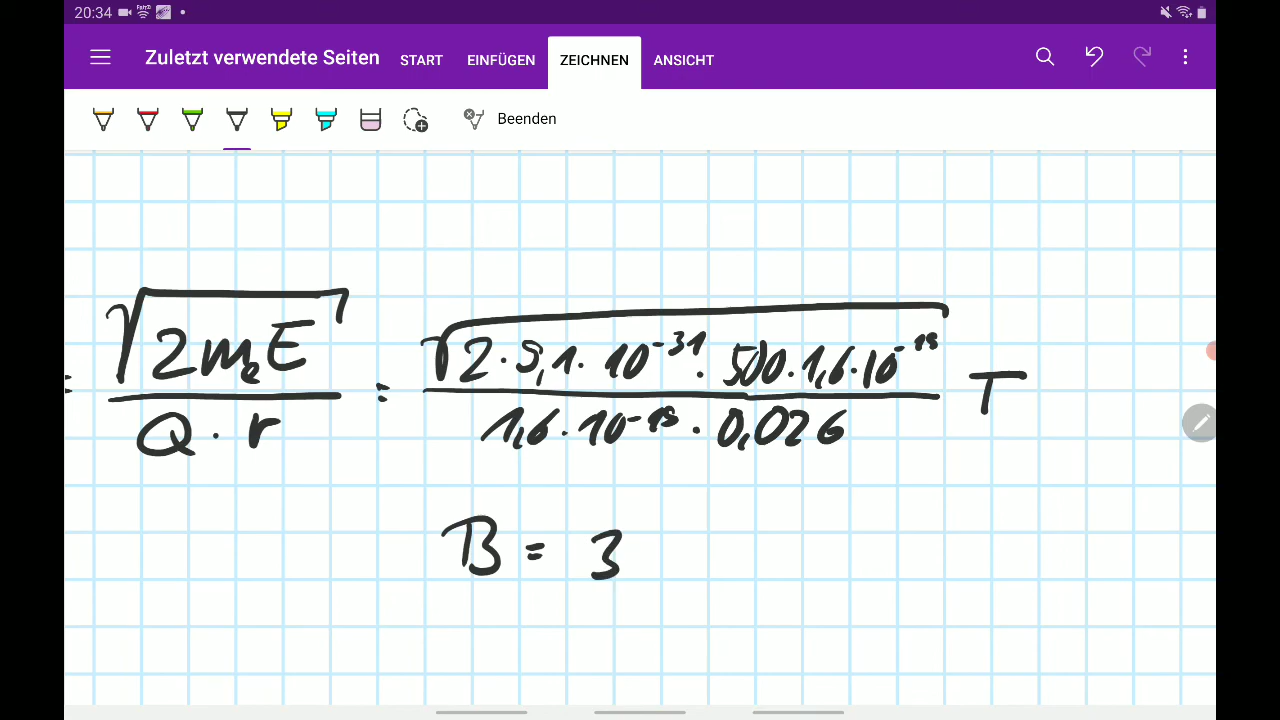 20:34
Zuletzt verwendete Seiten START EINFÜGEN ZEICHNEN ANSICHT
Beenden
= √(2mₑE) / (Q · r) = √(2 · 9,1 · 10⁻³¹ · 500 · 1,6 · 10⁻¹⁹) / (1,6 · 10⁻¹⁹ · 0,026) T
B = 3